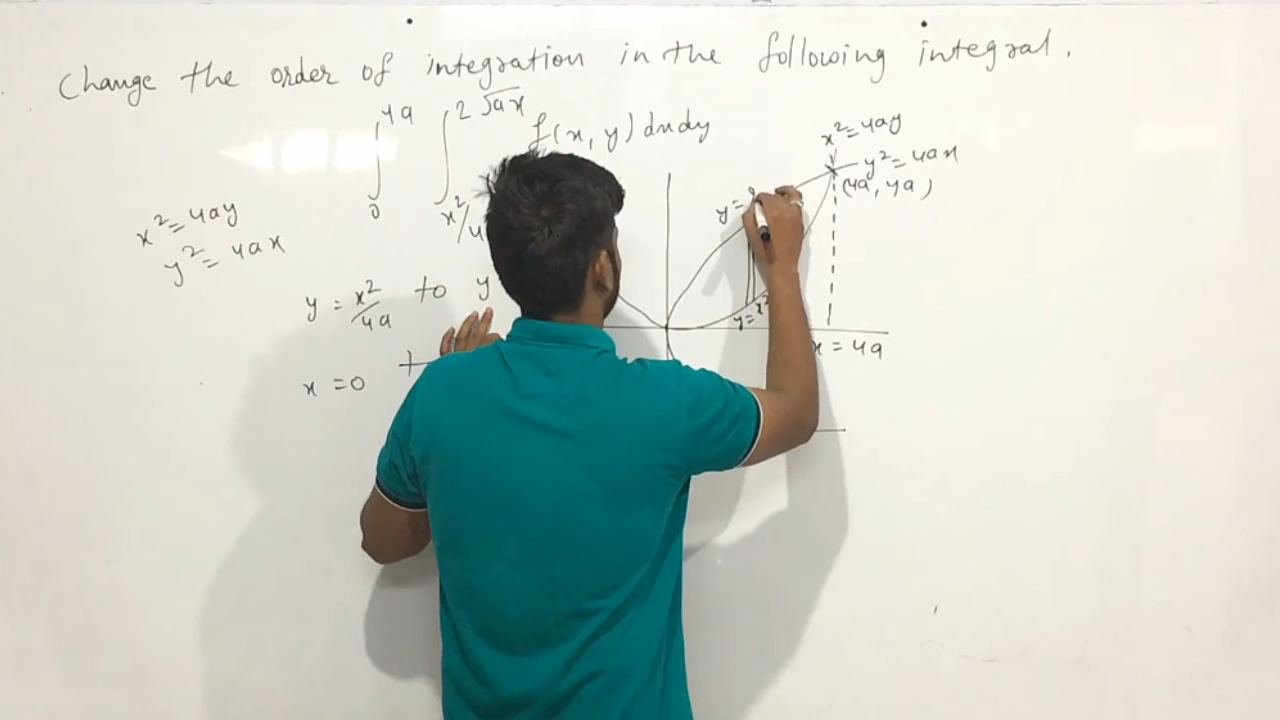 Change the order of integration in the following integral.
∫₀^{4a} ∫_{x²/4} ^{2√ax} f(x, y) dx dy
x² = 4ay
y² = 4ax
x² = 4ay
y² = 4ax
(4a, 4a)
y =
y = x²
x = 4a
y = x²/4a to y
x = 0